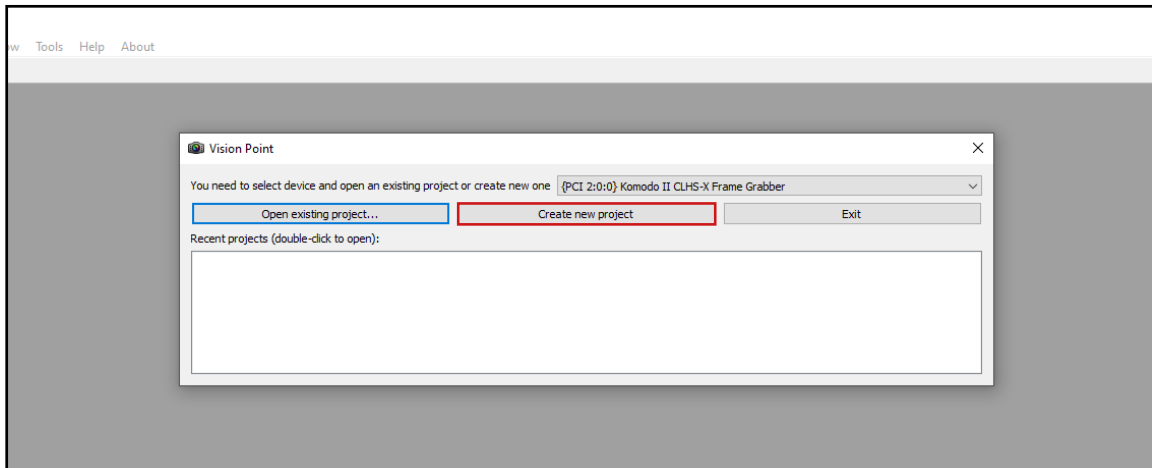 Tools Help About
Vision Point
You need to select device and open an existing project or create new one {PCI 2:0:0} Komodo II CLHS-X Frame Grabber
Open existing project... Create new project Exit
Recent projects (double-click to open):